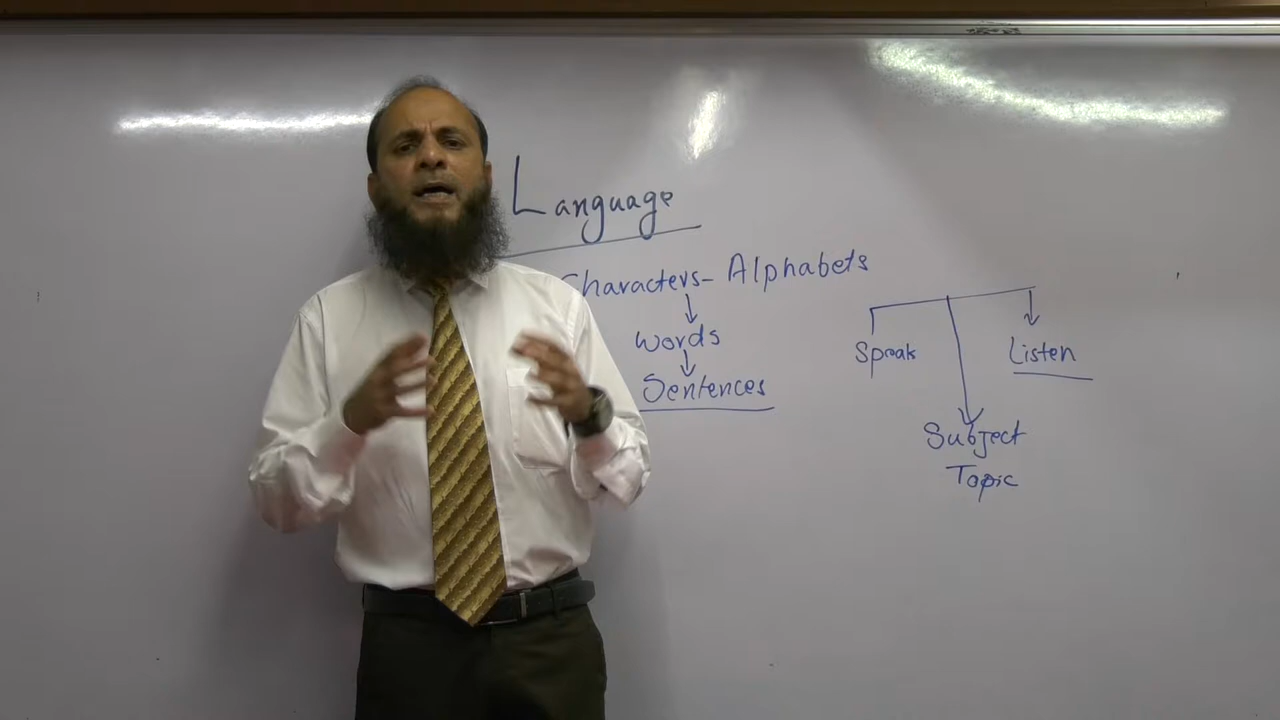 Language
Characters- Alphabets
Words
Sentences
Speak
Listen
Subject
Topic